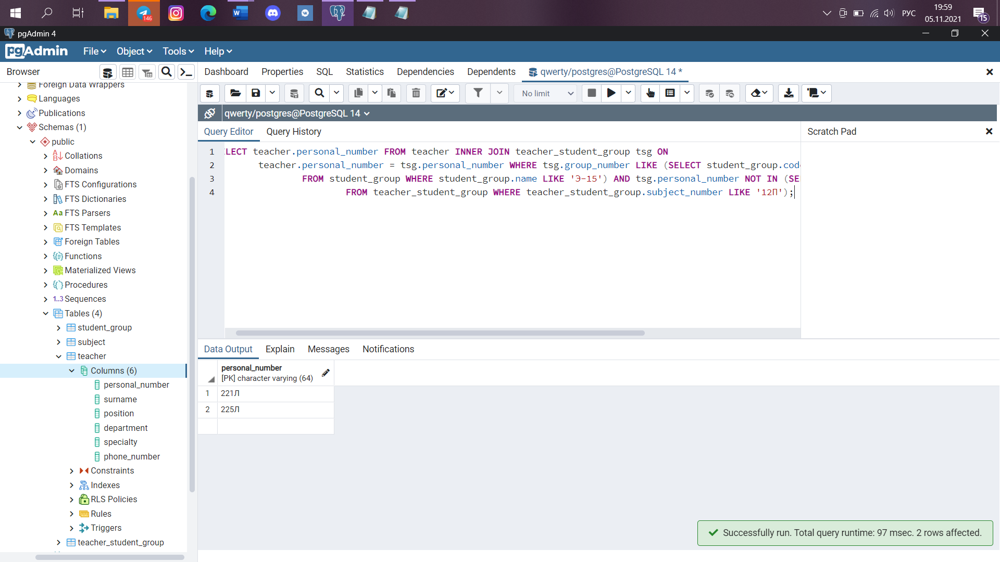 146
РУС
19:59
05.11.2021
15
pgAdmin 4
pgAdmin
File Object Tools Help
Browser
Dashboard Properties SQL Statistics Dependencies Dependents qwerty/postgres@PostgreSQL 14 *
Foreign Data Wrappers
Languages
Publications
Schemas (1)
public
Collations
Domains
FTS Configurations
FTS Dictionaries
Aa FTS Parsers
FTS Templates
Foreign Tables
Functions
Materialized Views
Procedures
1..3 Sequences
Tables (4)
student_group
subject
teacher
Columns (6)
personal_number
surname
position
department
specialty
phone_number
Constraints
Indexes
RLS Policies
Rules
Triggers
teacher_student_group
No limit
qwerty/postgres@PostgreSQL 14
Query Editor Query History
Scratch Pad
1 LECT teacher.personal_number FROM teacher INNER JOIN teacher_student_group tsg ON
2 teacher.personal_number = tsg.personal_number WHERE tsg.group_number LIKE (SELECT student_group.cod
3 FROM student_group WHERE student_group.name LIKE 'Э-15') AND tsg.personal_number NOT IN (SE
4 FROM teacher_student_group WHERE teacher_student_group.subject_number LIKE '12П');
Data Output Explain Messages Notifications
personal_number
[PK] character varying (64)
1 221Л
2 225Л
Successfully run. Total query runtime: 97 msec. 2 rows affected.